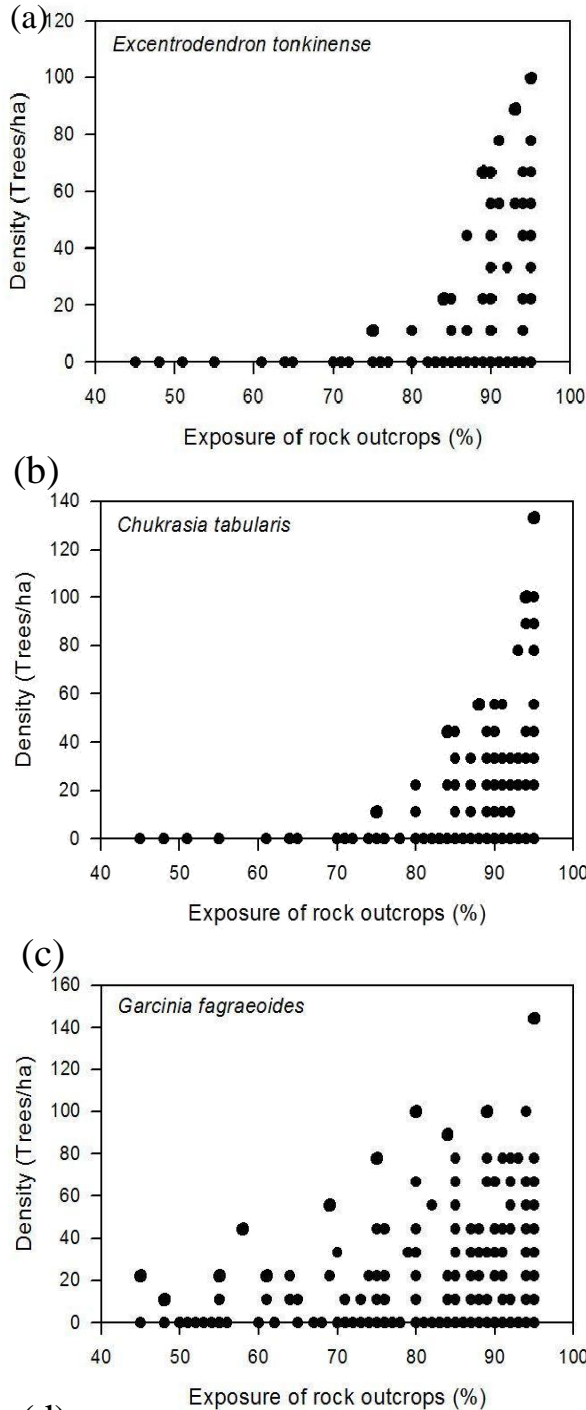 (a)
120
Excentrodendron tonkinense
100
80
60
40
20
0
Density (Trees/ha)
40 50 60 70 80 90 100
Exposure of rock outcrops (%)
(b)
140
Chukrasia tabularis
120
100
80
60
40
20
0
Density (Trees/ha)
40 50 60 70 80 90 100
Exposure of rock outcrops (%)
(c)
160
Garcinia fagraeoides
140
120
100
80
60
40
20
0
Density (Trees/ha)
40 50 60 70 80 90 100
Exposure of rock outcrops (%)